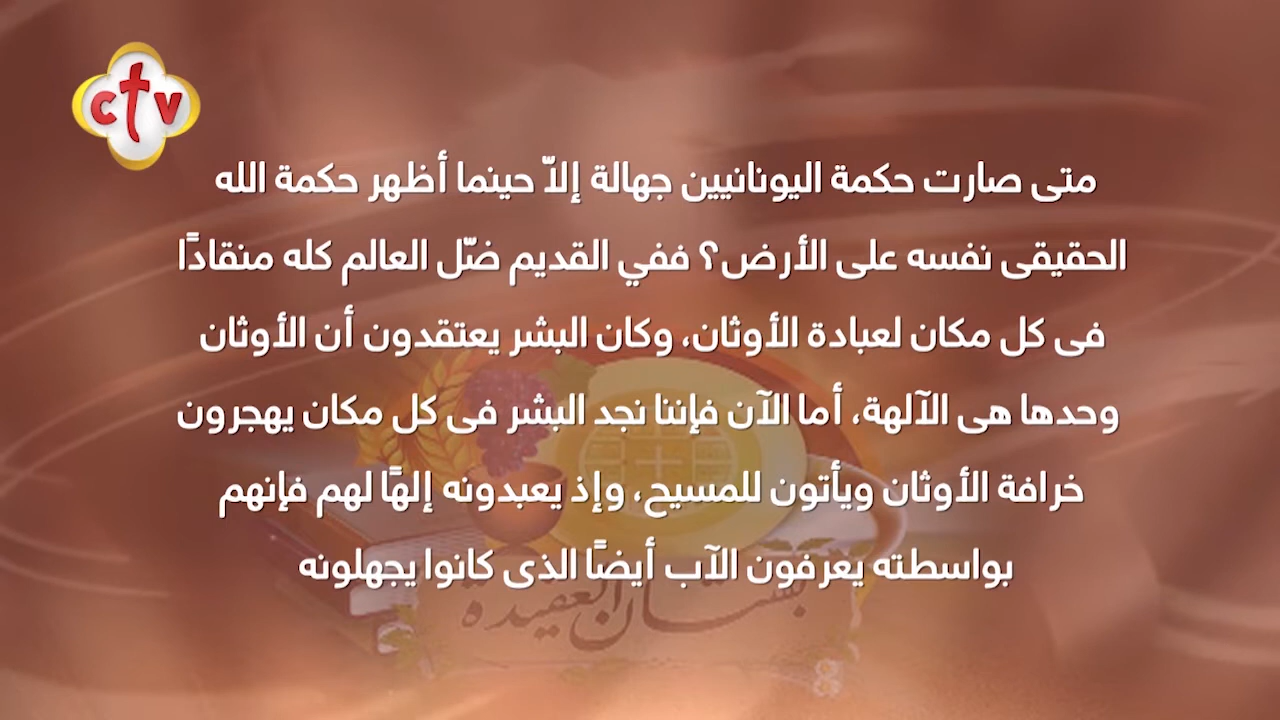 ctv
متى صارت حكمة اليونانيين جهالة إلاّ حينما أظهر حكمة الله
الحقيقى نفسه على الأرض؟ ففي القديم ضّل العالم كله منقادًا
فى كل مكان لعبادة الأوثان، وكان البشر يعتقدون أن الأوثان
وحدها هى الآلهة، أما الآن فإننا نجد البشر فى كل مكان يهجرون
خرافة الأوثان ويأتون للمسيح، وإذ يعبدونه إلهًا لهم فإنهم
بواسطته يعرفون الآب أيضًا الذى كانوا يجهلونه
بستان العقيدة